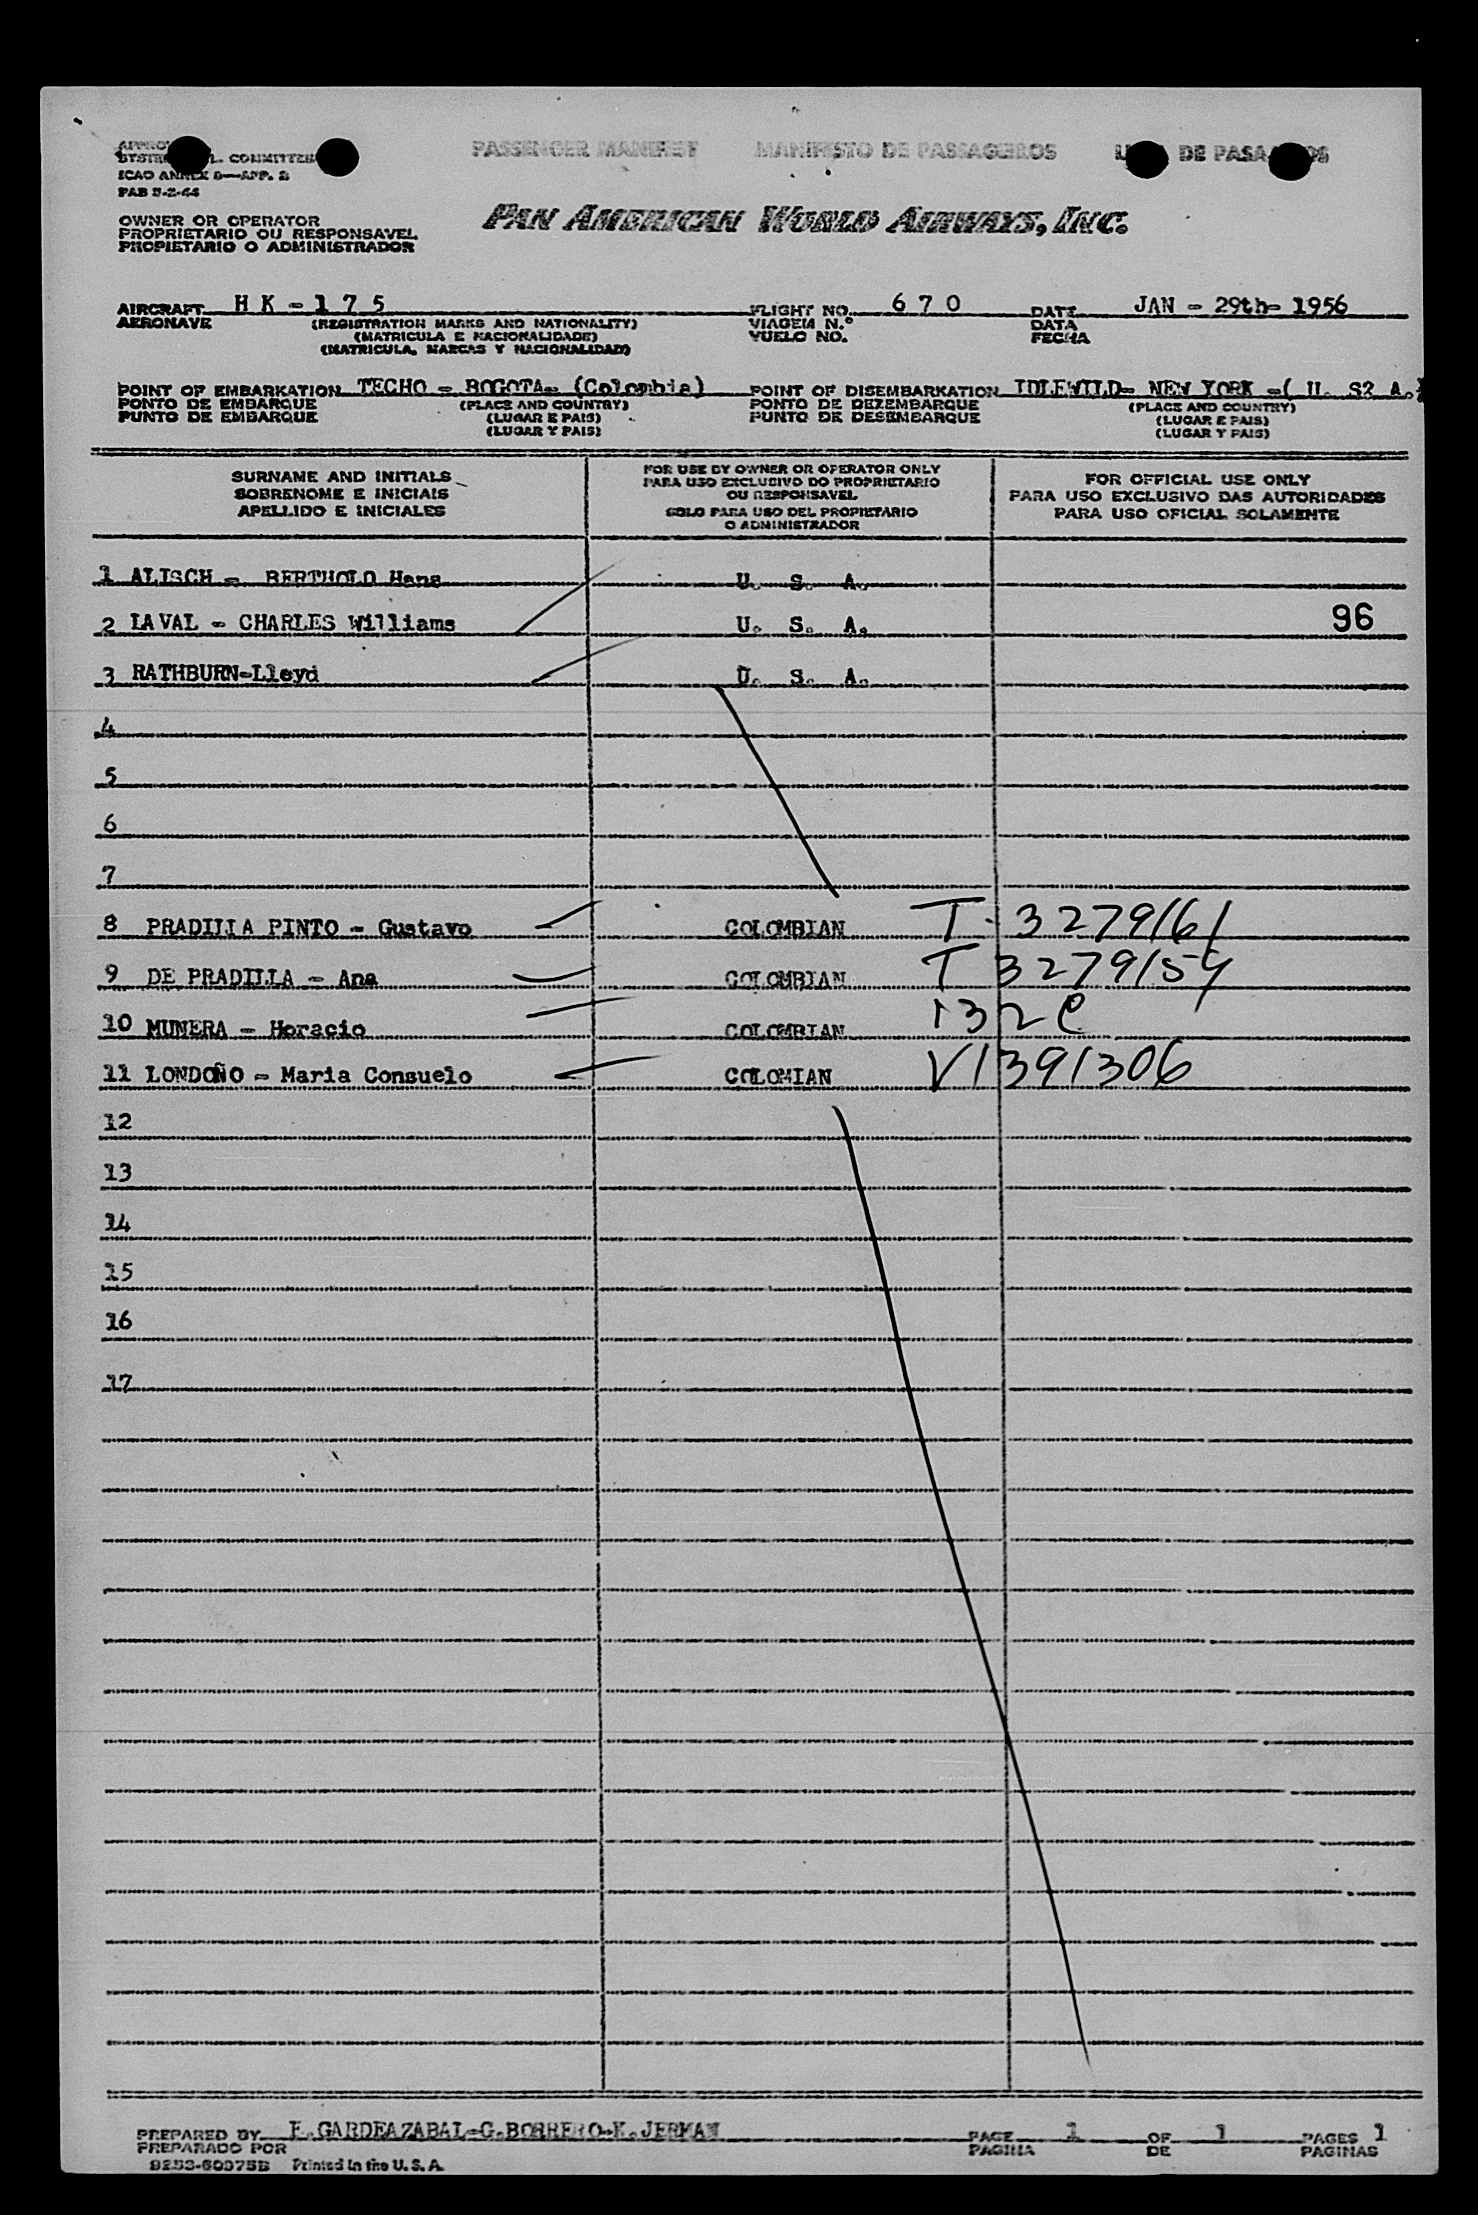 PASSENGER MANIFEST MANIFESTO DE PASSAGEIROS DE PASA
L. COMMITTEE
ICAO ANNEX 9—APP. 2
PAB
OWNER OR OPERATOR
PROPRIETARIO OU RESPONSAVEL
PROPIETARIO O ADMINISTRADOR
PAN AMERICAN WORLD AIRWAYS, INC.
AIRCRAFT H K - 1 7 5 FLIGHT NO. 6 7 0 DATE JAN - 29th- 1956
AERONAVE (REGISTRATION MARKS AND NATIONALITY) VIAGEM N.° DATA
(MATRICULA E NACIONALIDADE) VUELO NO. FECHA
(MATRICULA, MARCAS Y NACIONALIDAD)
POINT OF EMBARKATION TECHO - BOGOTA- (Colombia) POINT OF DISEMBARKATION IDLEWILD- NEW YORK -( U. S2 A.)
PONTO DE EMBARQUE (PLACE AND COUNTRY) PONTO DE DEZEMBARQUE (PLACE AND COUNTRY)
PUNTO DE EMBARQUE (LUGAR E PAIS) PUNTO DE DESEMBARQUE (LUGAR E PAIS)
(LUGAR Y PAIS) (LUGAR Y PAIS)
SURNAME AND INITIALS
SOBRENOME E INICIAIS
APELLIDO E INICIALES
FOR USE BY OWNER OR OPERATOR ONLY
PARA USO EXCLUSIVO DO PROPRIETARIO
OU RESPONSAVEL
SOLO PARA USO DEL PROPIETARIO
O ADMINISTRADOR
FOR OFFICIAL USE ONLY
PARA USO EXCLUSIVO DAS AUTORIDADES
PARA USO OFICIAL SOLAMENTE
1 ALISCH - BERTHOLD Hans U. S. A.
2 LAVAL - CHARLES Williams U. S. A. 96
3 RATHBURN-Lloyd U. S. A.
4
5
6
7
8 PRADILLA PINTO - Gustavo COLOMBIAN T-3279161
9 DE PRADILLA - Ana COLOMBIAN T 3279159
10 MUNERA - Horacio COLOMBIAN 132 C
11 LONDOÑO - Maria Consuelo COLOMIAN V1391306
12
13
14
15
16
17
PREPARED BY E.GARDEAZABAL-G.BORRERO-K.JERMAN PAGE 1 OF 1 PAGES 1
PREPARADO POR PAGINA DE PAGINAS
9253-60375B Printed in the U. S. A.